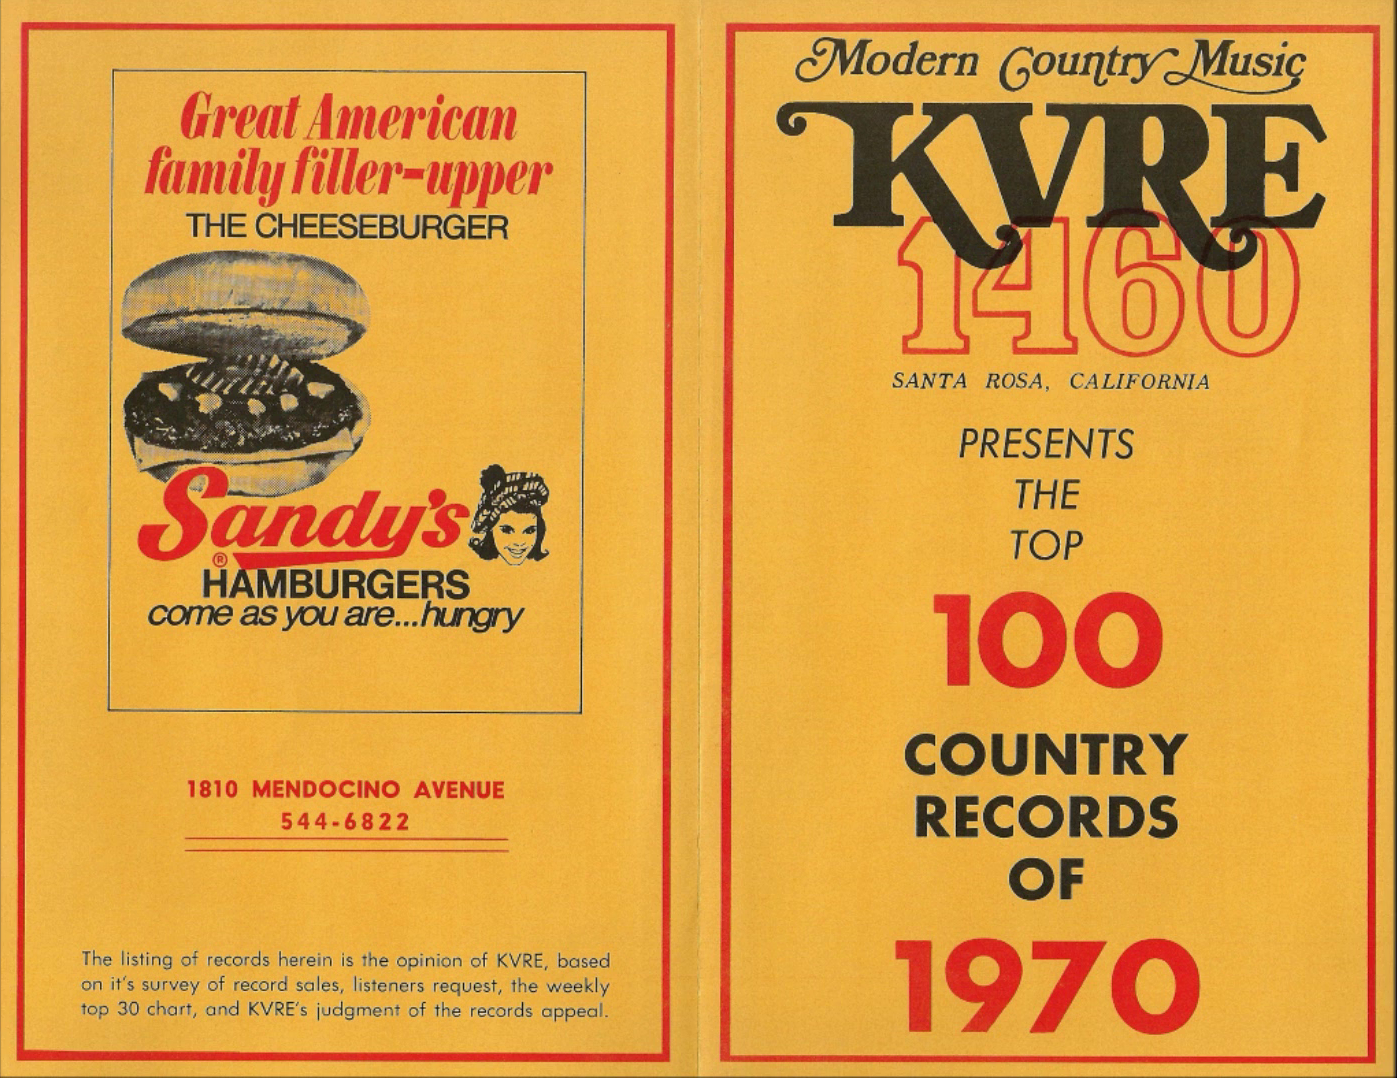 Great American
family filler-upper
THE CHEESEBURGER
Sandy's
®
HAMBURGERS
come as you are...hungry
1810 MENDOCINO AVENUE
544-6822
The listing of records herein is the opinion of KVRE, based
on it's survey of record sales, listeners request, the weekly
top 30 chart, and KVRE's judgment of the records appeal.
Modern Country Music
KVRE
1460
SANTA ROSA, CALIFORNIA
PRESENTS
THE
TOP
100
COUNTRY
RECORDS
OF
1970